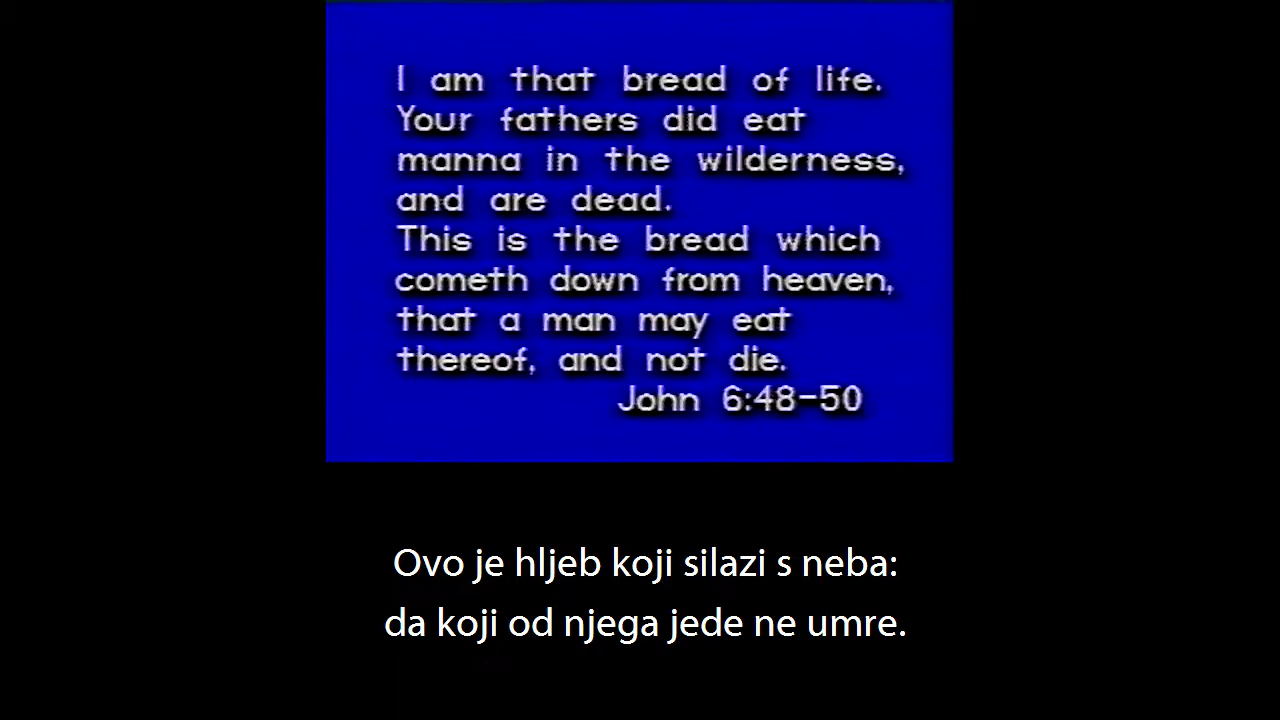 I am that bread of life.
Your fathers did eat
manna in the wilderness,
and are dead.
This is the bread which
cometh down from heaven,
that a man may eat
thereof, and not die.
John 6:48-50
Ovo je hljeb koji silazi s neba:
da koji od njega jede ne umre.